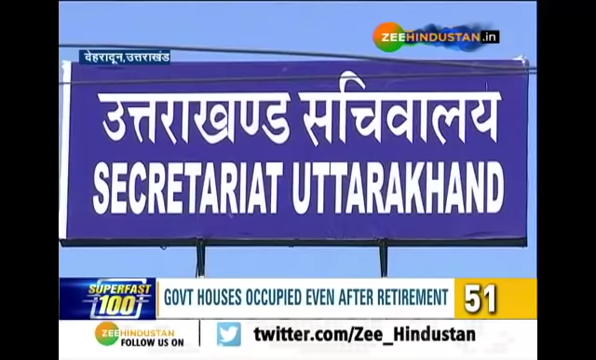 ZEEHINDUSTAN.in
देहरादून,उत्तराखंड
उत्तराखण्ड सचिवालय
SECRETARIAT UTTARAKHAND
SUPERFAST
100
GOVT HOUSES OCCUPIED EVEN AFTER RETIREMENT
51
ZEEHINDUSTAN
FOLLOW US ON
twitter.com/Zee_Hindustan